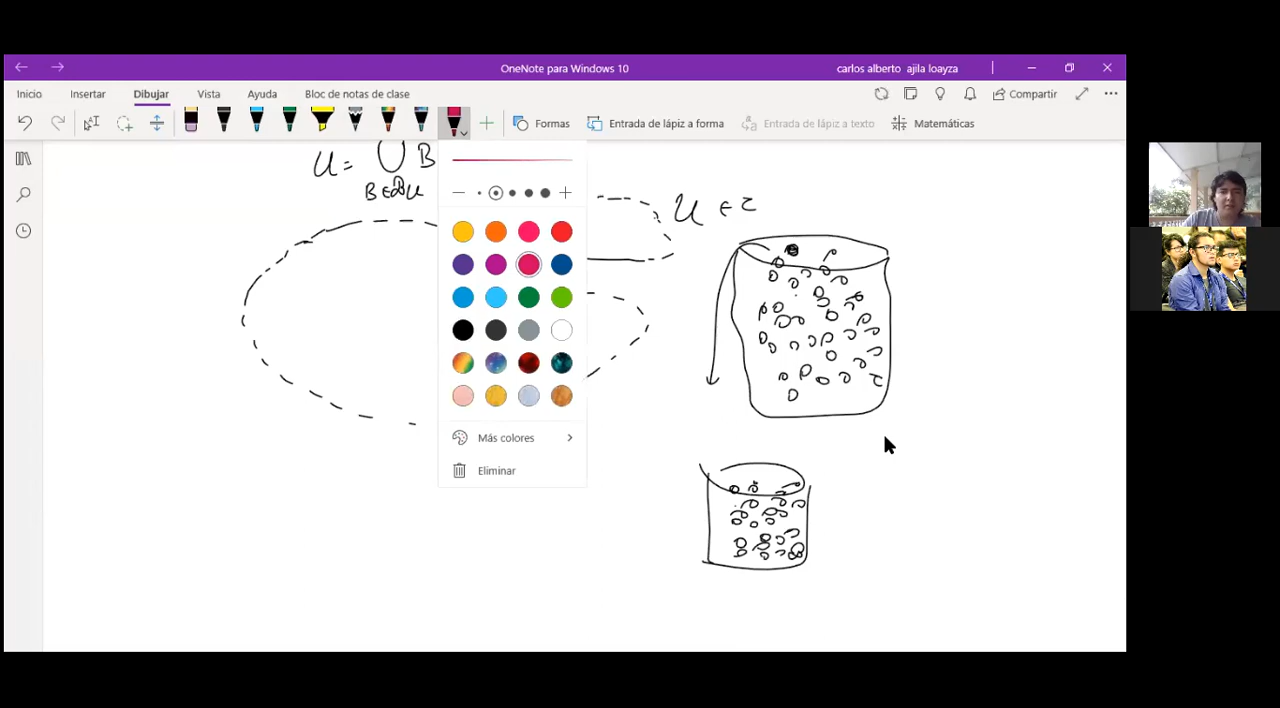 OneNote para Windows 10
carlos alberto ajila loayza
Inicio Insertar Dibujar Vista Ayuda Bloc de notas de clase
Compartir
Formas Entrada de lápiz a forma Entrada de lápiz a texto Matemáticas
U = ⋃ B
B∈ℬu
U ∈ τ
Más colores
Eliminar